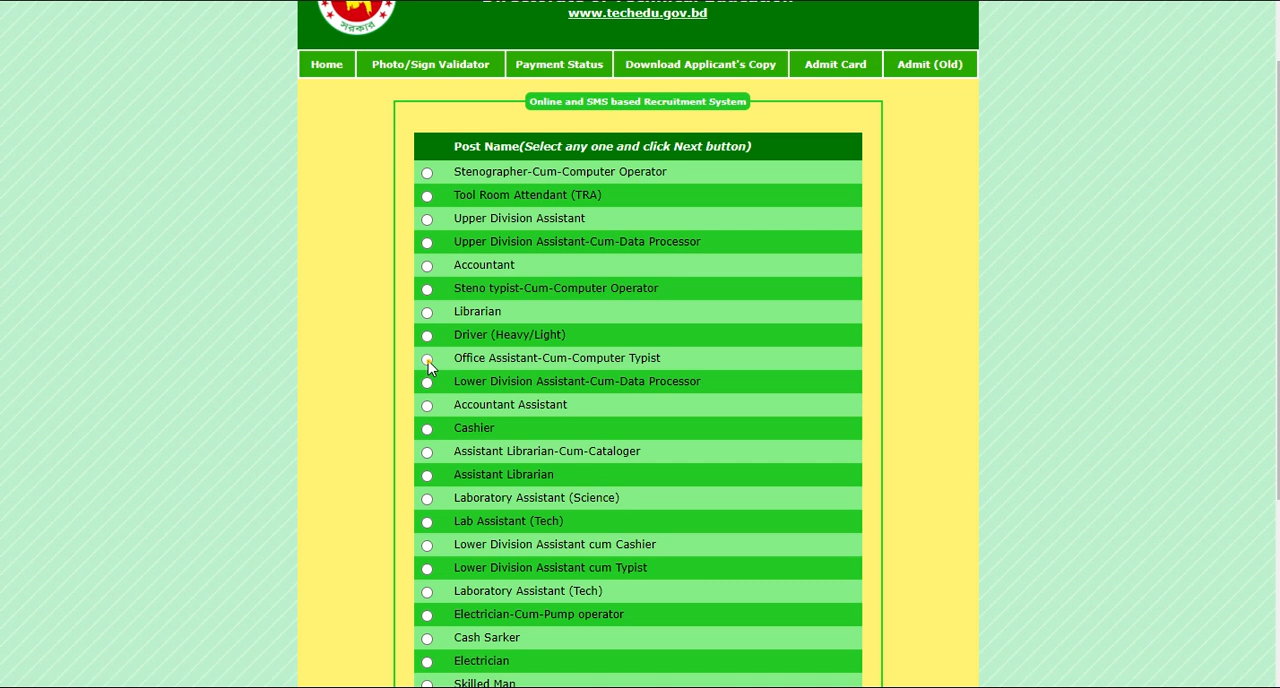 www.techedu.gov.bd
সরকার
Home
Photo/Sign Validator
Payment Status
Download Applicant's Copy
Admit Card
Admit (Old)
Online and SMS based Recruitment System
Post Name(Select any one and click Next button)
Stenographer-Cum-Computer Operator
Tool Room Attendant (TRA)
Upper Division Assistant
Upper Division Assistant-Cum-Data Processor
Accountant
Steno typist-Cum-Computer Operator
Librarian
Driver (Heavy/Light)
Office Assistant-Cum-Computer Typist
Lower Division Assistant-Cum-Data Processor
Accountant Assistant
Cashier
Assistant Librarian-Cum-Cataloger
Assistant Librarian
Laboratory Assistant (Science)
Lab Assistant (Tech)
Lower Division Assistant cum Cashier
Lower Division Assistant cum Typist
Laboratory Assistant (Tech)
Electrician-Cum-Pump operator
Cash Sarker
Electrician
Skilled Man